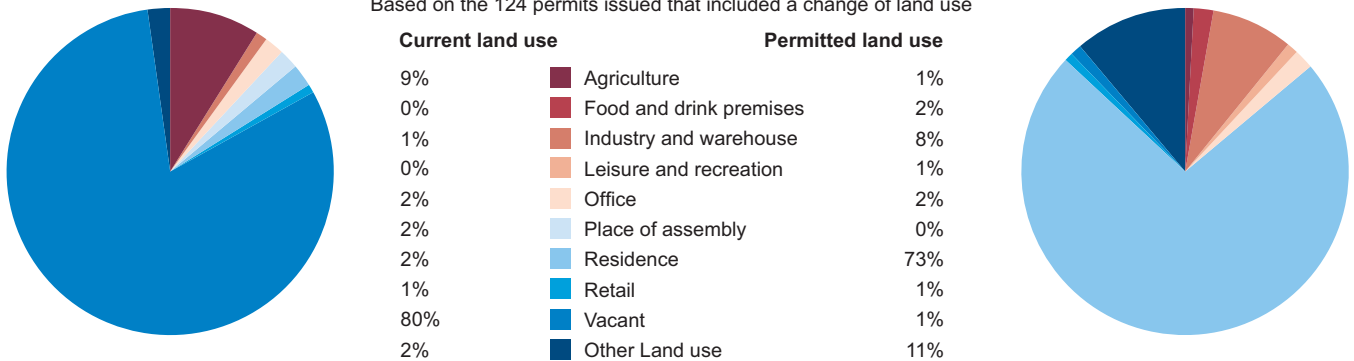 Based on the 124 permits issued that included a change of land use
Current land use Permitted land use
9% Agriculture 1%
0% Food and drink premises 2%
1% Industry and warehouse 8%
0% Leisure and recreation 1%
2% Office 2%
2% Place of assembly 0%
2% Residence 73%
1% Retail 1%
80% Vacant 1%
2% Other Land use 11%